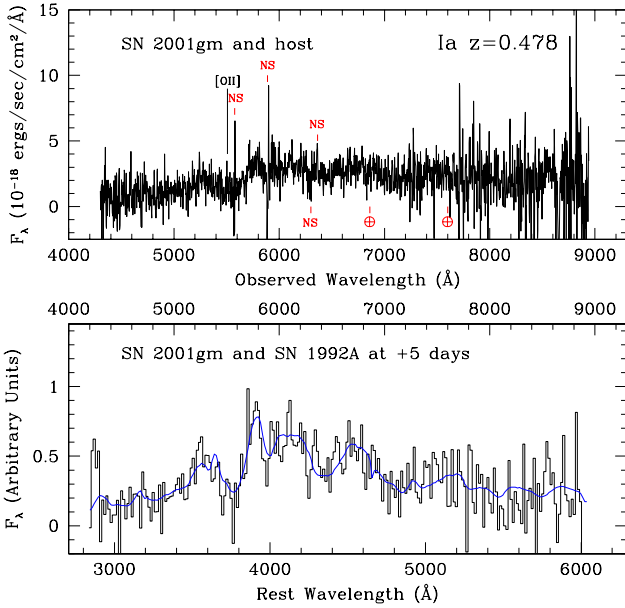 SN 2001gm and host
Ia z=0.478
NS
[OII]
NS
NS
NS
⊕
⊕
15
10
5
0
F_λ (10⁻¹⁸ ergs/sec/cm²/Å)
4000 5000 6000 7000 8000 9000
Observed Wavelength (Å)
4000 5000 6000 7000 8000 9000
SN 2001gm and SN 1992A at +5 days
1
0.5
0
F_λ (Arbitrary Units)
3000 4000 5000 6000
Rest Wavelength (Å)